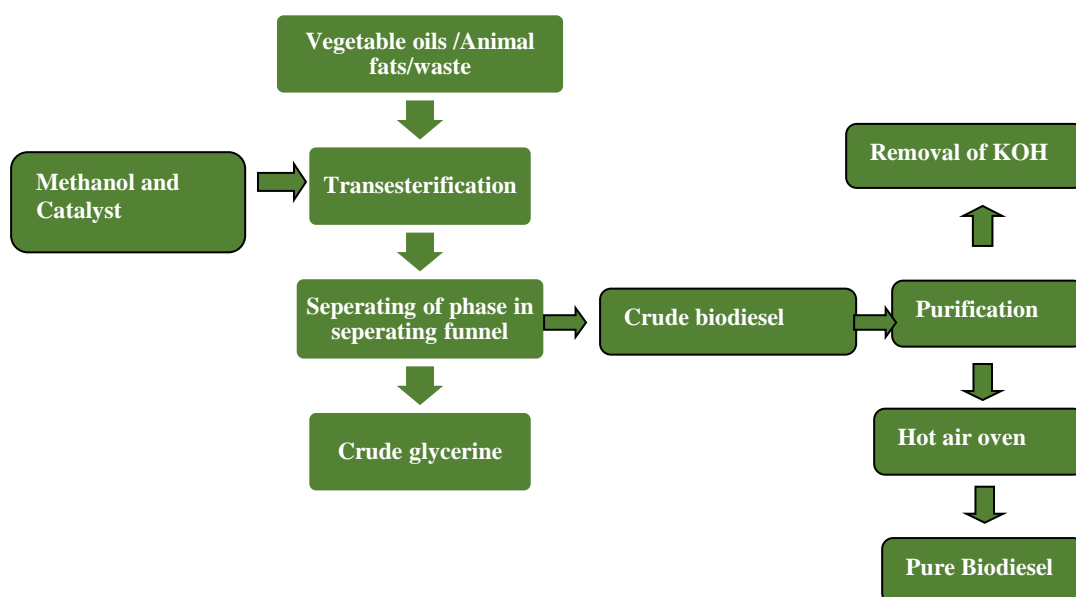 Vegetable oils /Animal
fats/waste
Methanol and
Catalyst
Transesterification
Removal of KOH
Seperating of phase in
seperating funnel
Crude biodiesel
Purification
Crude glycerine
Hot air oven
Pure Biodiesel